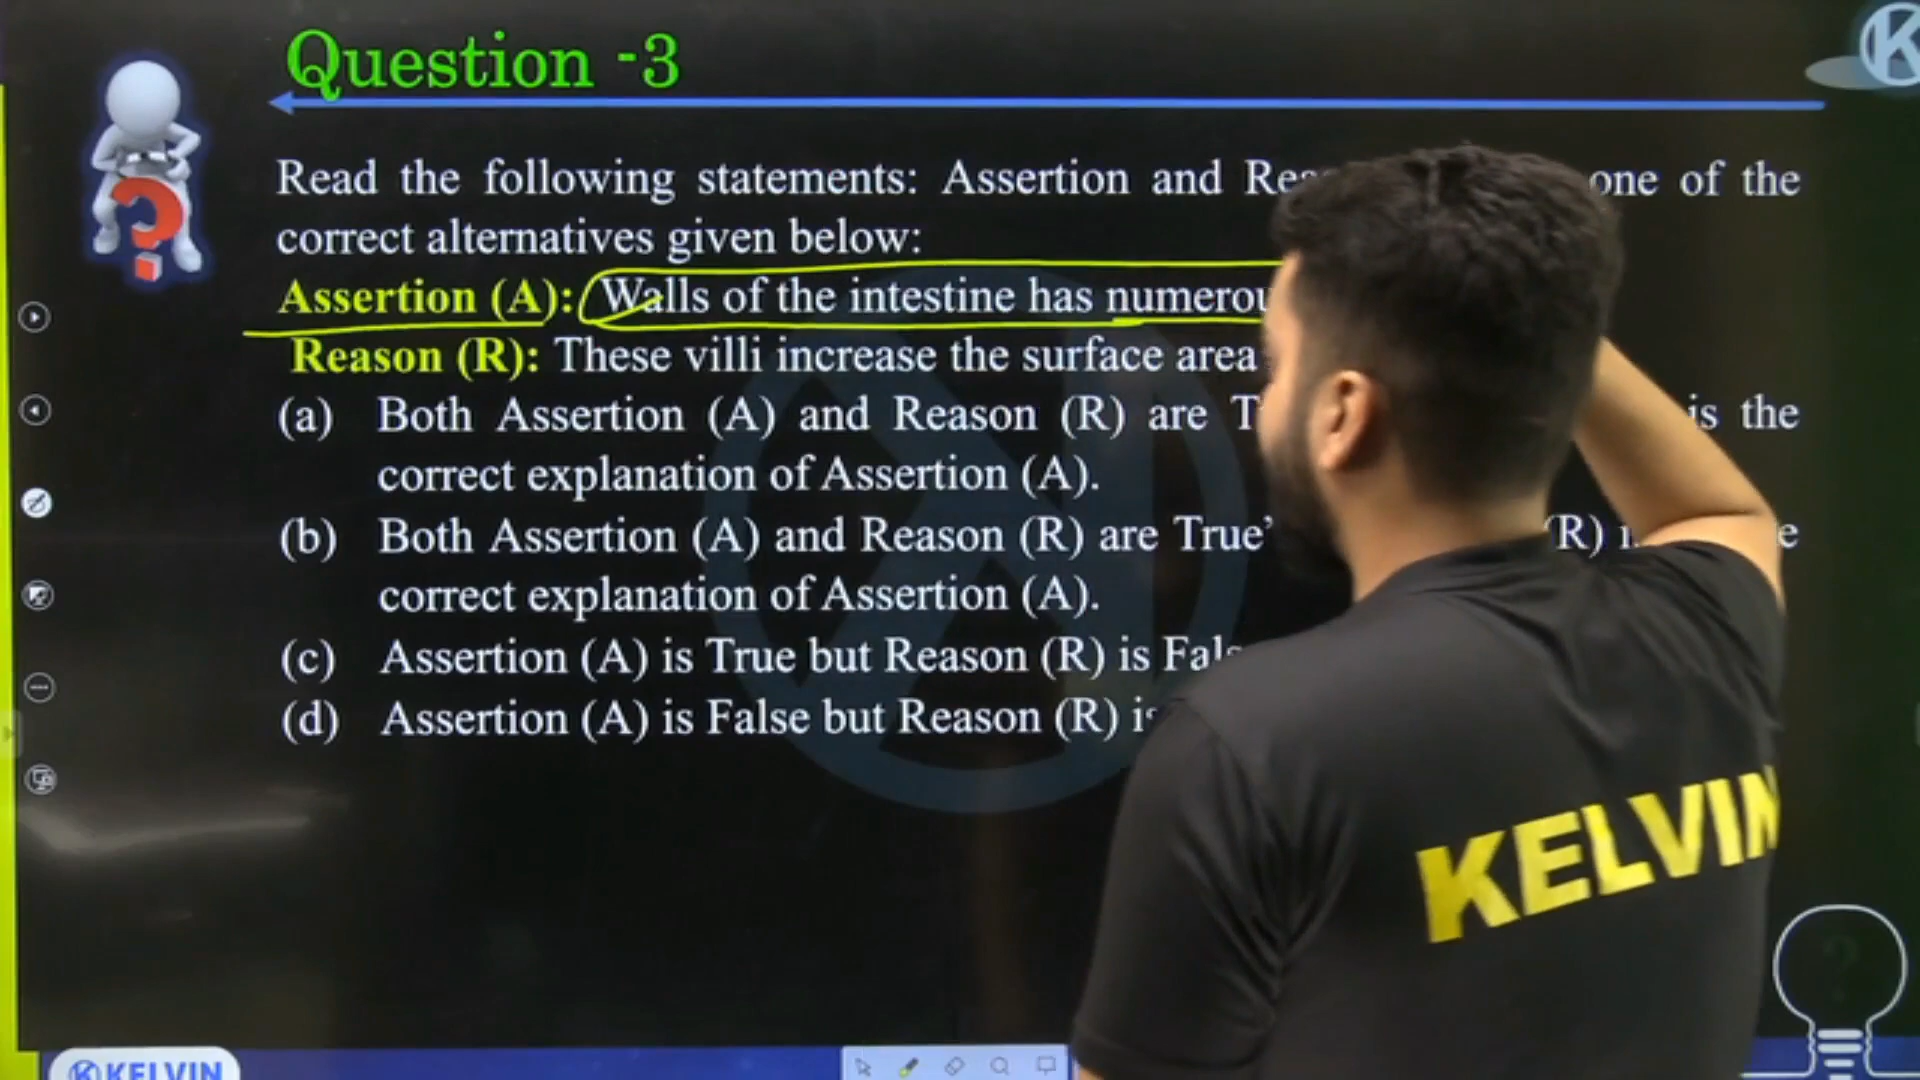 Question -3
Read the following statements: Assertion and one of the
correct alternatives given below:
Assertion (A): Walls of the intestine has
Reason (R): These villi increase the surface area
(a) Both Assertion (A) and Reason (R) are is the
correct explanation of Assertion (A).
(b) Both Assertion (A) and Reason (R) are True' (R)
correct explanation of Assertion (A).
(c) Assertion (A) is True but Reason (R) is
(d) Assertion (A) is False but Reason (R)
KELVIN
KELVIN